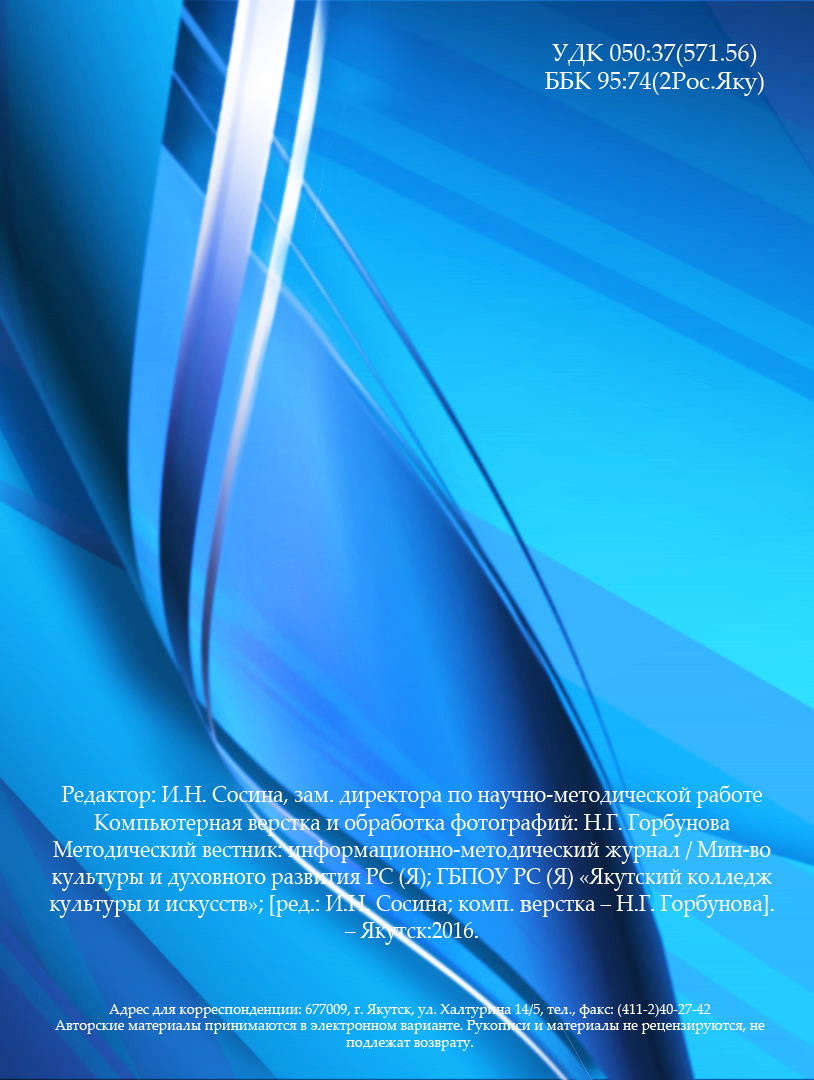 УДК 050:37(571.56)
ББК 95:74(2Рос.Яку)
Редактор: И.Н. Сосина, зам. директора по научно-методической работе
Компьютерная верстка и обработка фотографий: Н.Г. Горбунова
Методический вестник: информационно-методический журнал / Мин-во
культуры и духовного развития РС (Я); ГБПОУ РС (Я) «Якутский колледж
культуры и искусств»; [ред.: И.Н. Сосина; комп. верстка – Н.Г. Горбунова].
– Якутск:2016.
Адрес для корреспонденции: 677009, г. Якутск, ул. Халтурина 14/5, тел., факс: (411-2)40-27-42
Авторские материалы принимаются в электронном варианте. Рукописи и материалы не рецензируются, не
подлежат возврату.